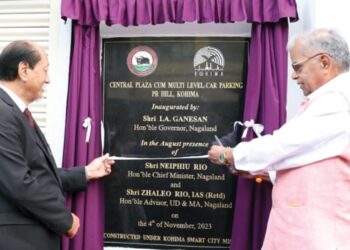 KOHIMA
CENTRAL PLAZA CUM MULTI LEVEL CAR PARKING
PR HILL, KOHIMA
Inaugurated by:
Shri I.A. GANESAN
Hon'ble Governor, Nagaland
In the August presence of
Shri NEIPHIU RIO
Hon'ble Chief Minister, Nagaland
and
Shri ZHALEO RIO, IAS (Retd)
Hon'ble Advisor, UD & MA, Nagaland
on
the 4th November, 2023
CONSTRUCTED UNDER KOHIMA SMART CITY